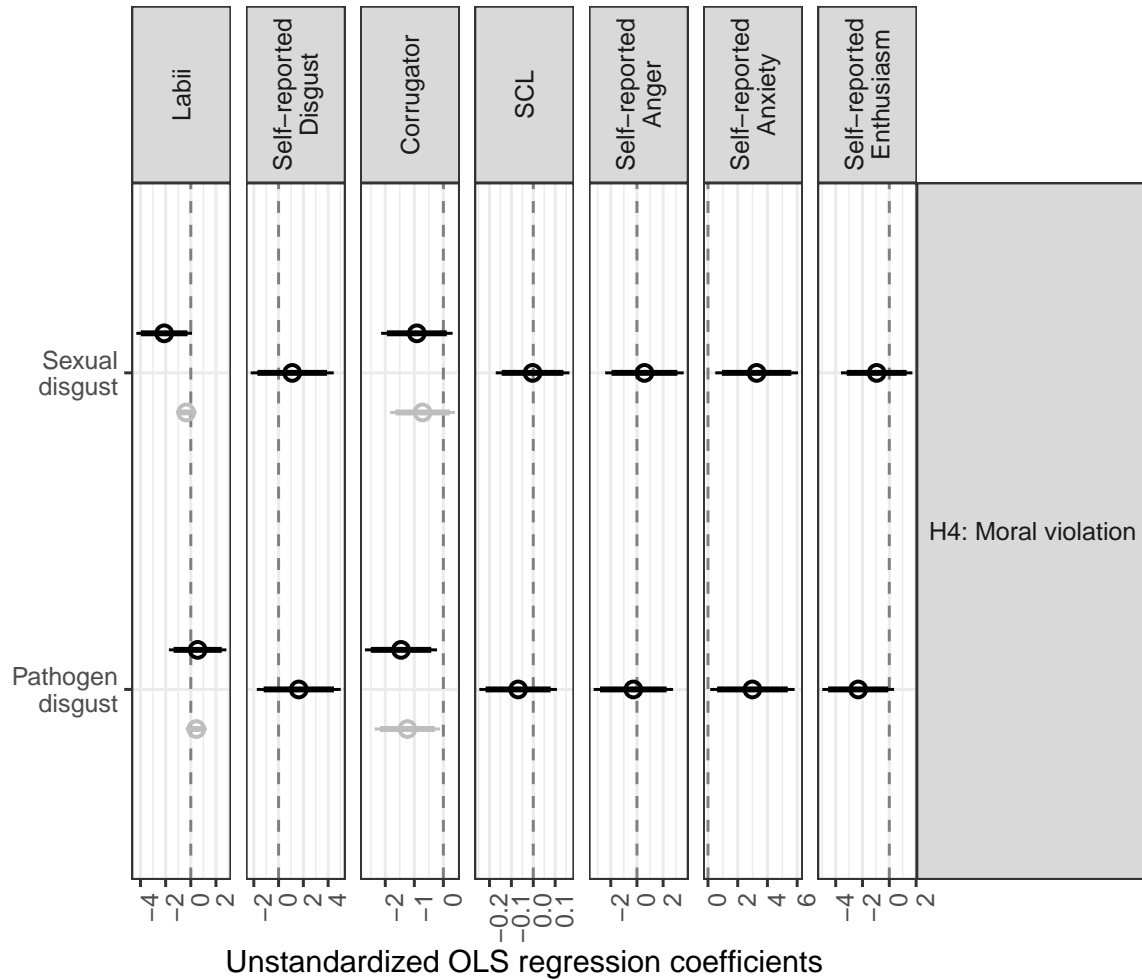 Labii
Self−reported
Disgust
Corrugator
SCL
Self−reported
Anger
Self−reported
Anxiety
Self−reported
Enthusiasm
Sexual
disgust
Pathogen
disgust
H4: Moral violation
−4 −2 0 2
−2 0 2 4
−2 −1 0
−0.2 −0.1 0.0 0.1
−2 0 2
0 2 4 6
−4 −2 0 2
Unstandardized OLS regression coefficients